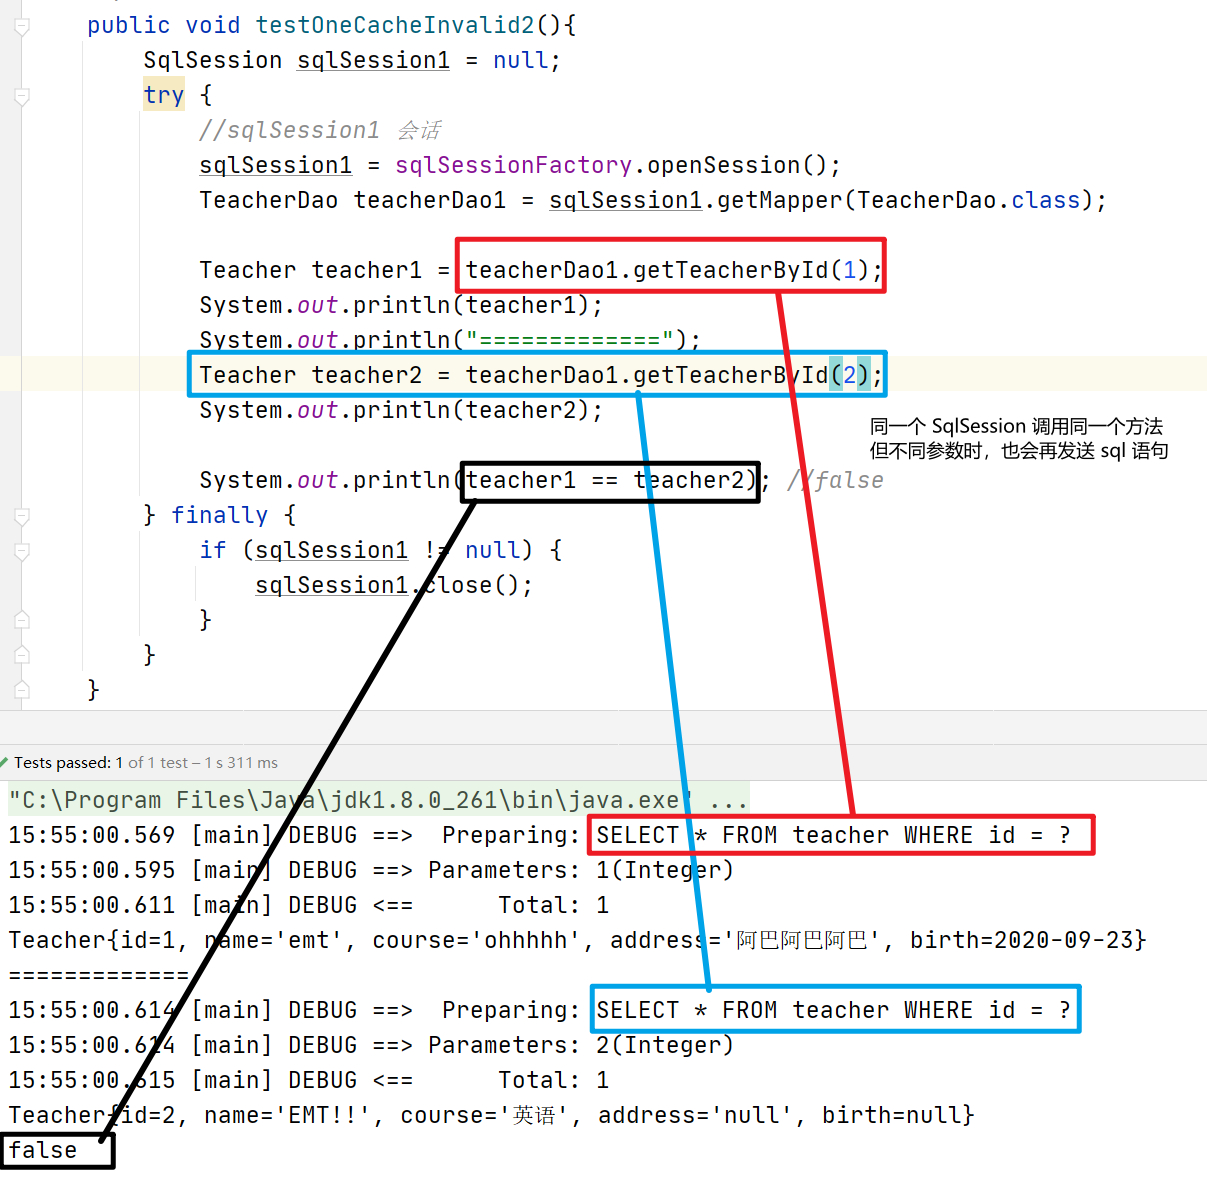 public void testOneCacheInvalid2(){
SqlSession sqlSession1 = null;
try {
//sqlSession1 会话
sqlSession1 = sqlSessionFactory.openSession();
TeacherDao teacherDao1 = sqlSession1.getMapper(TeacherDao.class);
Teacher teacher1 = teacherDao1.getTeacherById(1);
System.out.println(teacher1);
System.out.println("=============");
Teacher teacher2 = teacherDao1.getTeacherById(2);
System.out.println(teacher2);
同一个 SqlSession 调用同一个方法
但不同参数时，也会再发送 sql 语句
System.out.println(teacher1 == teacher2); //false
} finally {
if (sqlSession1 != null) {
sqlSession1.close();
}
}
}
Tests passed: 1 of 1 test – 1 s 311 ms
"C:\Program Files\Java\jdk1.8.0_261\bin\java.exe" ...
15:55:00.569 [main] DEBUG ==>  Preparing: SELECT * FROM teacher WHERE id = ?
15:55:00.595 [main] DEBUG ==> Parameters: 1(Integer)
15:55:00.611 [main] DEBUG <==      Total: 1
Teacher{id=1, name='emt', course='ohhhhh', address='阿巴阿巴阿巴', birth=2020-09-23}
=============
15:55:00.614 [main] DEBUG ==>  Preparing: SELECT * FROM teacher WHERE id = ?
15:55:00.614 [main] DEBUG ==> Parameters: 2(Integer)
15:55:00.615 [main] DEBUG <==      Total: 1
Teacher{id=2, name='EMT!!', course='英语', address='null', birth=null}
false